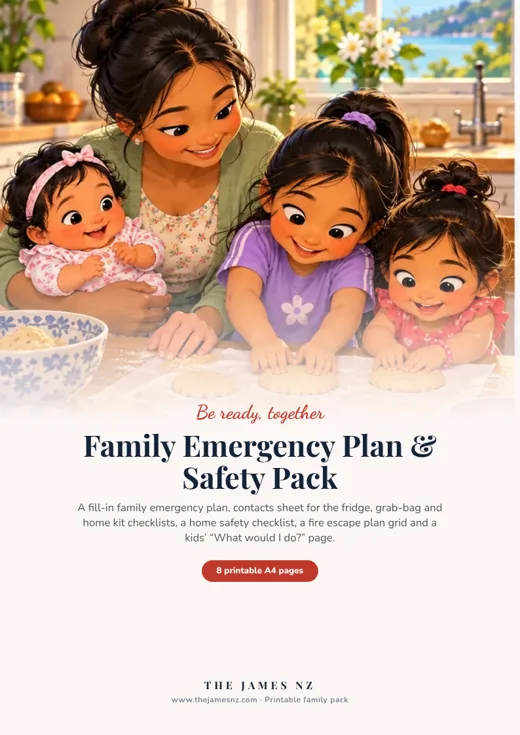 Be ready, together
Family Emergency Plan &
Safety Pack
A fill-in family emergency plan, contacts sheet for the fridge, grab-bag and
home kit checklists, a home safety checklist, a fire escape plan grid and a
kids’ “What would I do?” page.
8 printable A4 pages
THE JAMES NZ
www.thejamesnz.com · Printable family pack